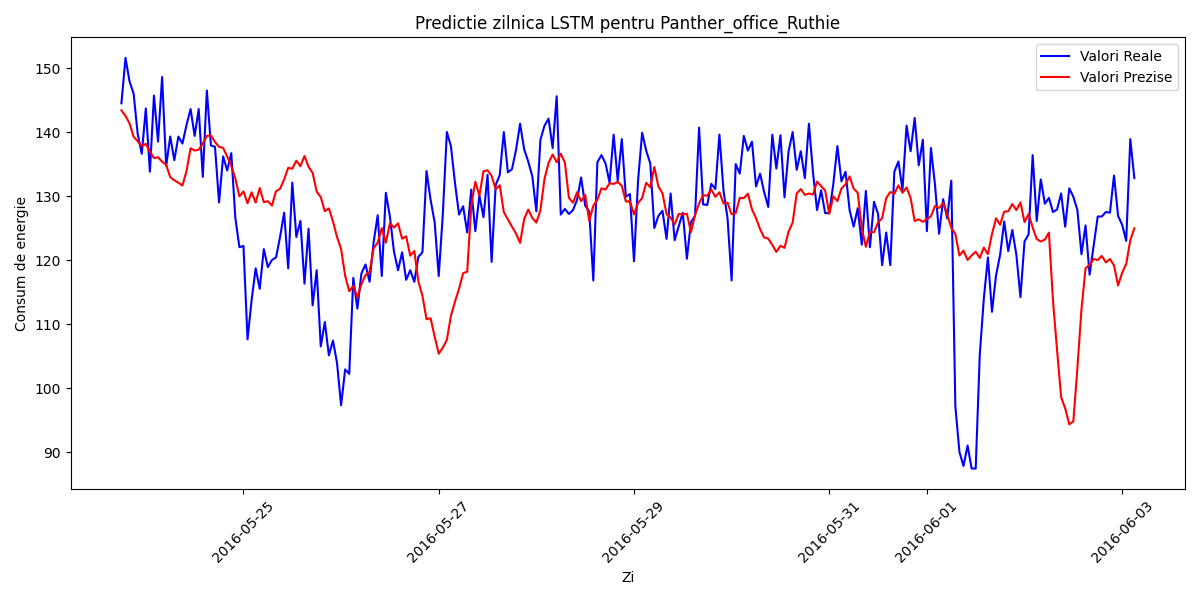 Predictie zilnica LSTM pentru Panther_office_Ruthie
Valori Reale
Valori Prezise
Consum de energie
150
140
130
120
110
100
90
2016-05-25
2016-05-27
2016-05-29
2016-05-31
2016-06-01
2016-06-03
Zi